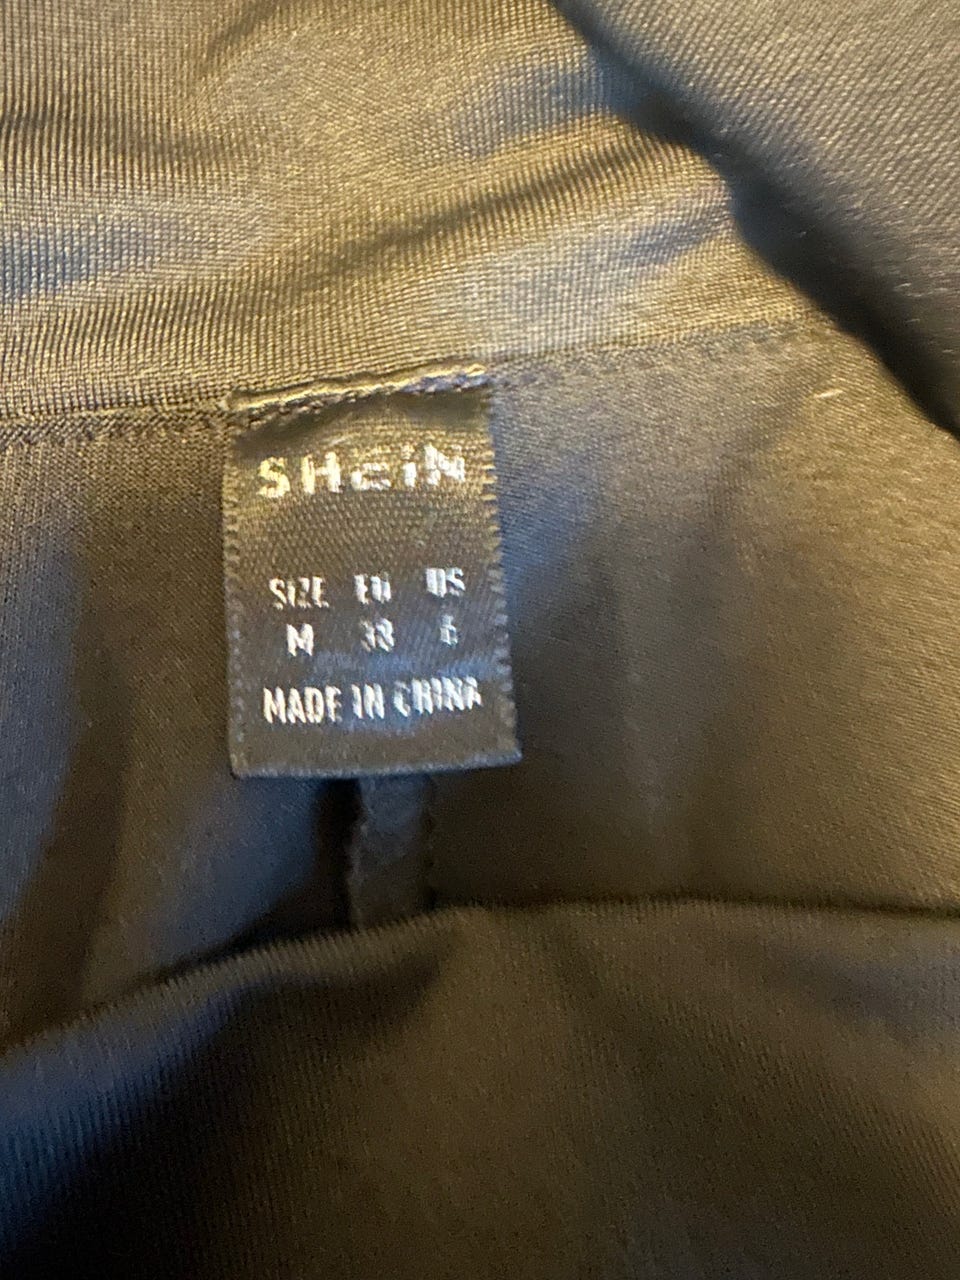 SHEIN
SIZE EU US
M 38 6
MADE IN CHINA